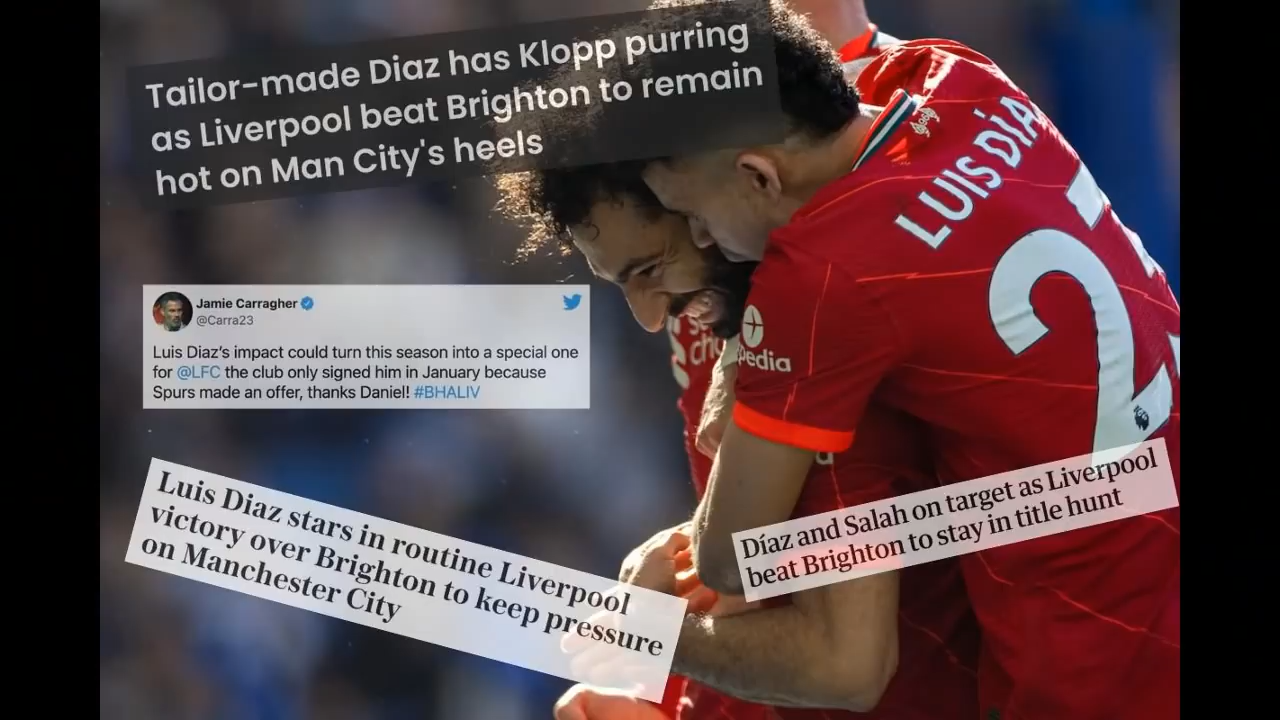 Tailor-made Diaz has Klopp purring
as Liverpool beat Brighton to remain
hot on Man City's heels
Jamie Carragher
@Carra23
Luis Diaz's impact could turn this season into a special one
for @LFC the club only signed him in January because
Spurs made an offer, thanks Daniel! #BHALIV
Luis Diaz stars in routine Liverpool
victory over Brighton to keep pressure
on Manchester City
Díaz and Salah on target as Liverpool
beat Brighton to stay in title hunt
LUIS DÍA
2
pedia